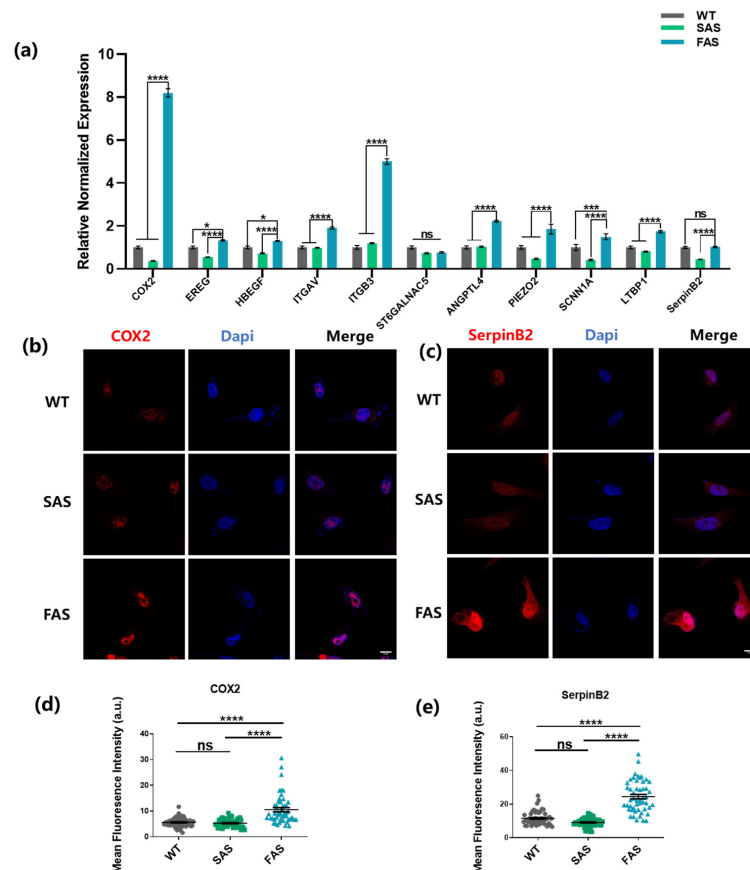 WT
SAS
FAS
(a)
Relative Normalized Expression
10
8
6
4
2
0
****
*
****
*
****
****
****
ns
****
****
***
****
****
ns
****
COX2
EREG
HBEGF
ITGAV
ITGB3
ST6GALNAC5
ANGPTL4
PIEZO2
SCNN1A
LTBP1
SerpinB2
(b)
COX2 Dapi Merge
WT
SAS
FAS
(c)
SerpinB2 Dapi Merge
WT
SAS
FAS
(d)
COX2
Mean Fluoresence Intensity (a.u.)
40
30
20
10
0
****
ns
****
WT
SAS
FAS
(e)
SerpinB2
Mean Fluoresence Intensity (a.u.)
60
40
20
0
****
ns
****
WT
SAS
FAS